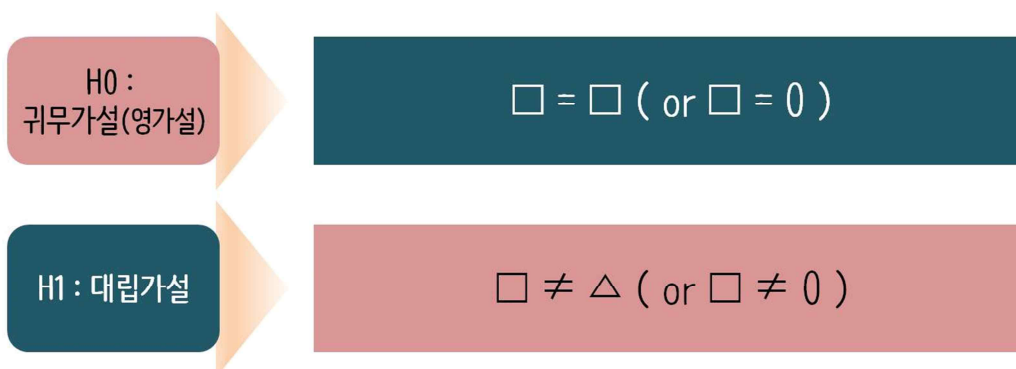 H0 :
귀무가설(영가설)
□ = □ ( or □ = 0 )
H1 : 대립가설
□ ≠ △ ( or □ ≠ 0 )